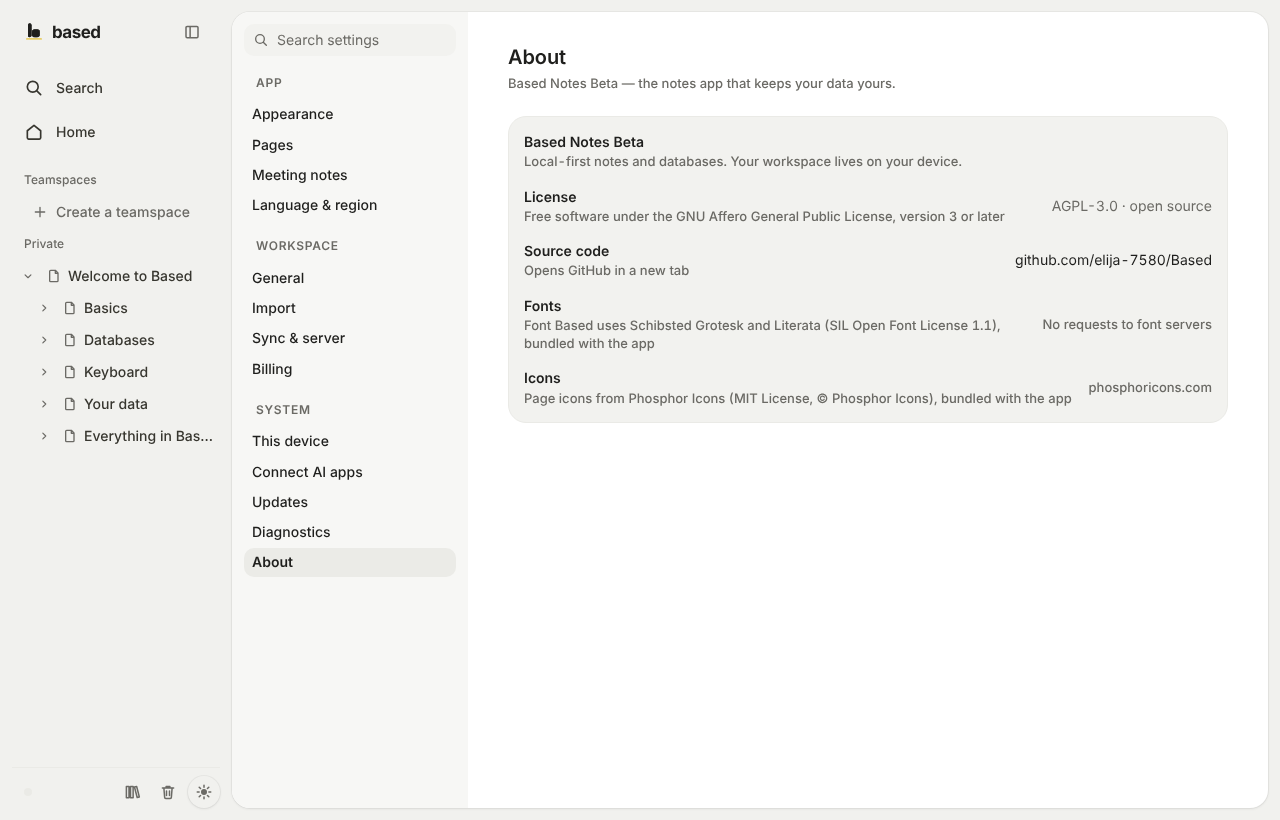 based
Search
Home
Teamspaces
Create a teamspace
Private
Welcome to Based
Basics
Databases
Keyboard
Your data
Everything in Bas...
Search settings
APP
Appearance
Pages
Meeting notes
Language & region
WORKSPACE
General
Import
Sync & server
Billing
SYSTEM
This device
Connect AI apps
Updates
Diagnostics
About
About
Based Notes Beta — the notes app that keeps your data yours.
Based Notes Beta
Local-first notes and databases. Your workspace lives on your device.
License
Free software under the GNU Affero General Public License, version 3 or later
AGPL-3.0 · open source
Source code
Opens GitHub in a new tab
github.com/elija-7580/Based
Fonts
Font Based uses Schibsted Grotesk and Literata (SIL Open Font License 1.1),
bundled with the app
No requests to font servers
Icons
Page icons from Phosphor Icons (MIT License, © Phosphor Icons), bundled with the app
phosphoricons.com